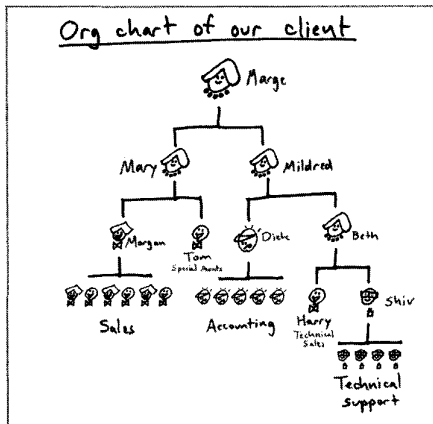 Org chart of our client
Marge
Mary
Mildred
Morgan
Tom
Special Accounts
Dieter
Beth
Sales
Accounting
Harry
Technical
Sales
Shiv
Technical
support